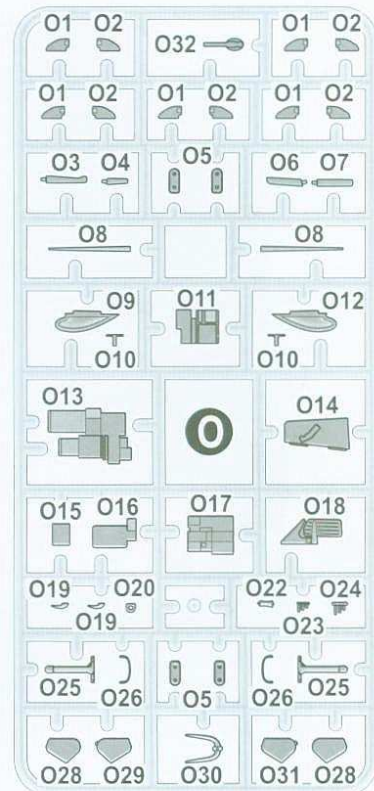 O1 O2 O32 O1 O2
O1 O2 O1 O2 O1 O2
O3 O4 O5 O6 O7
O8 O8
O9 O11 O12
O10 O10
O13 O14
O
O15 O16 O17 O18
O19 O20 O22 O24
O19 O23
O25 O26 O5 O26 O25
O28 O29 O30 O31 O28